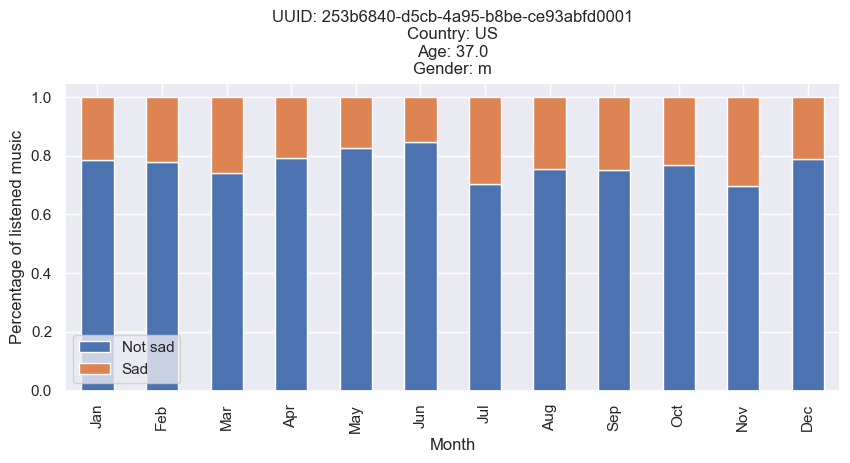 UUID: 253b6840-d5cb-4a95-b8be-ce93abfd0001
Country: US
Age: 37.0
Gender: m
Percentage of listened music
1.0
0.8
0.6
0.4
0.2
0.0
Not sad
Sad
Jan
Feb
Mar
Apr
May
Jun
Jul
Aug
Sep
Oct
Nov
Dec
Month